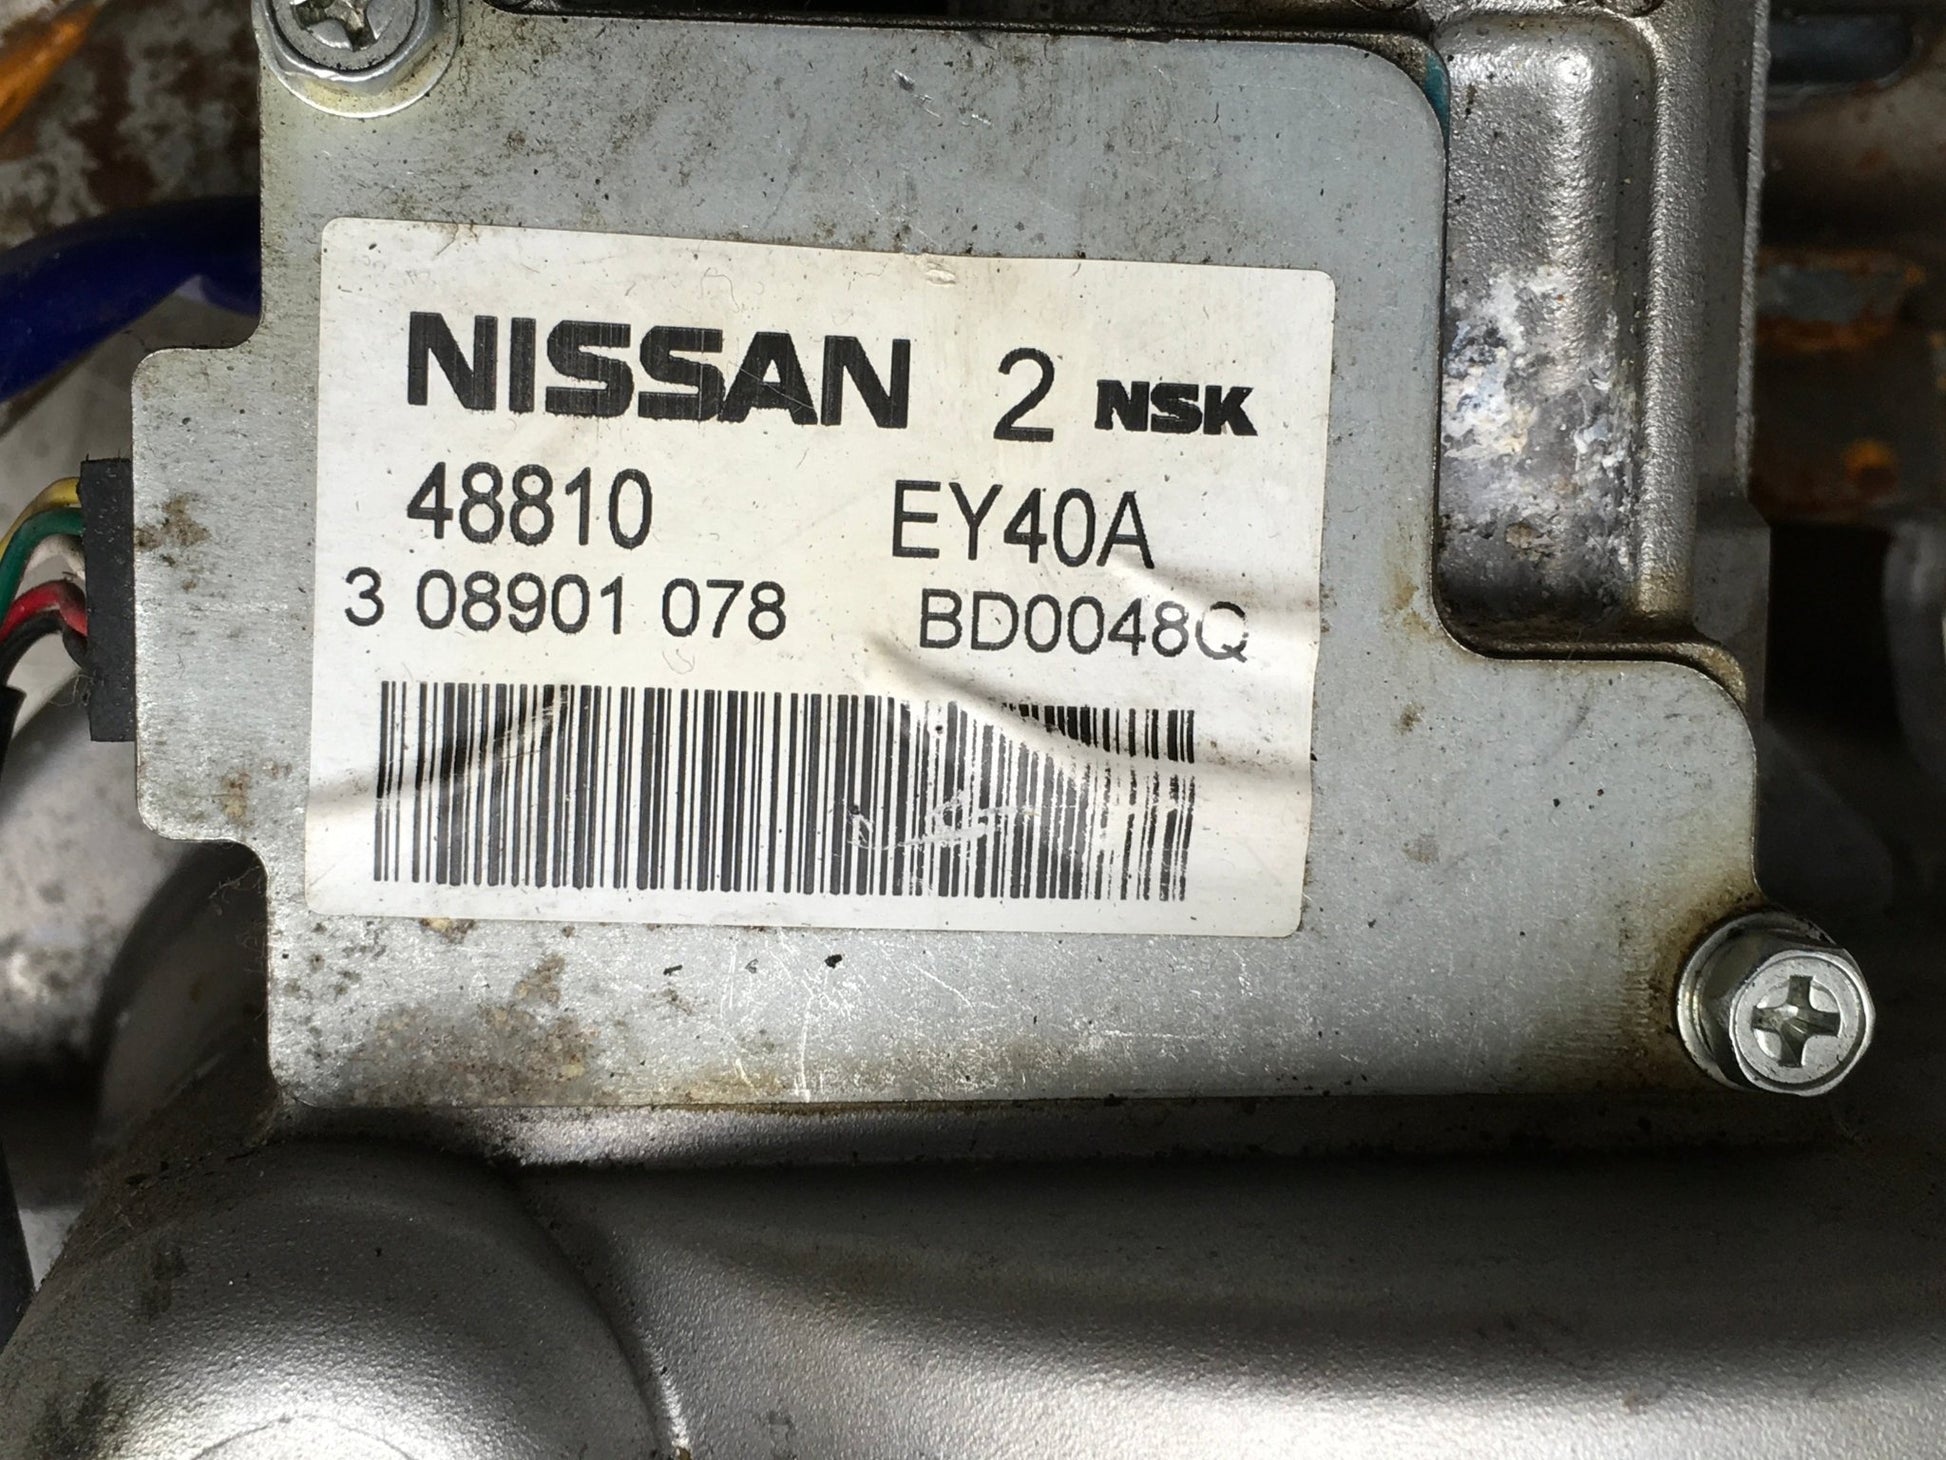 NISSAN 2 NSK
48810 EY40A
3 08901 078 BD0048Q